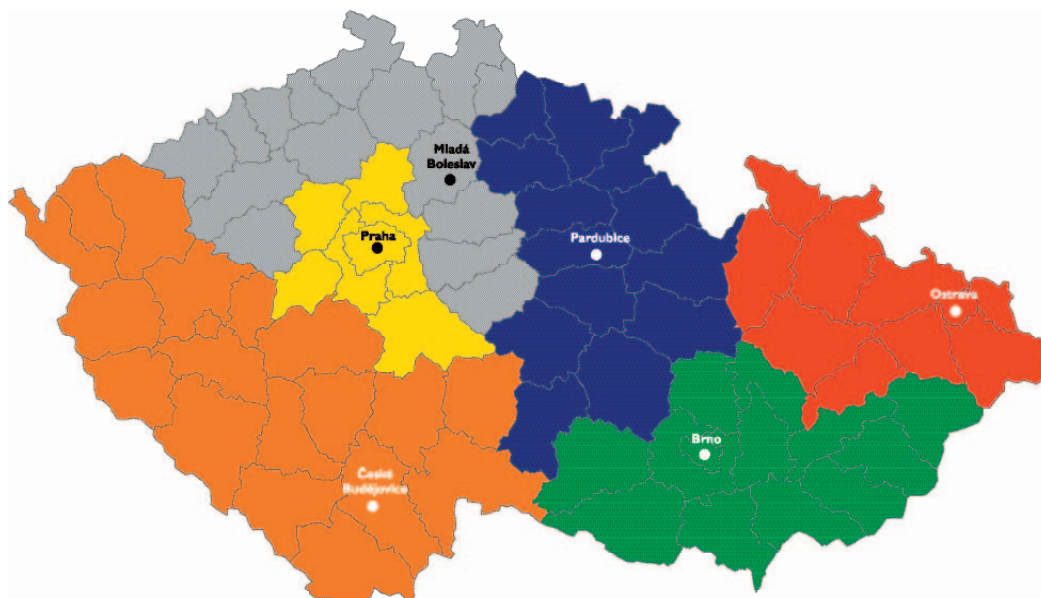 Mladá
Boleslav
Praha
Pardubice
Ostrava
Brno
České
Budějovice